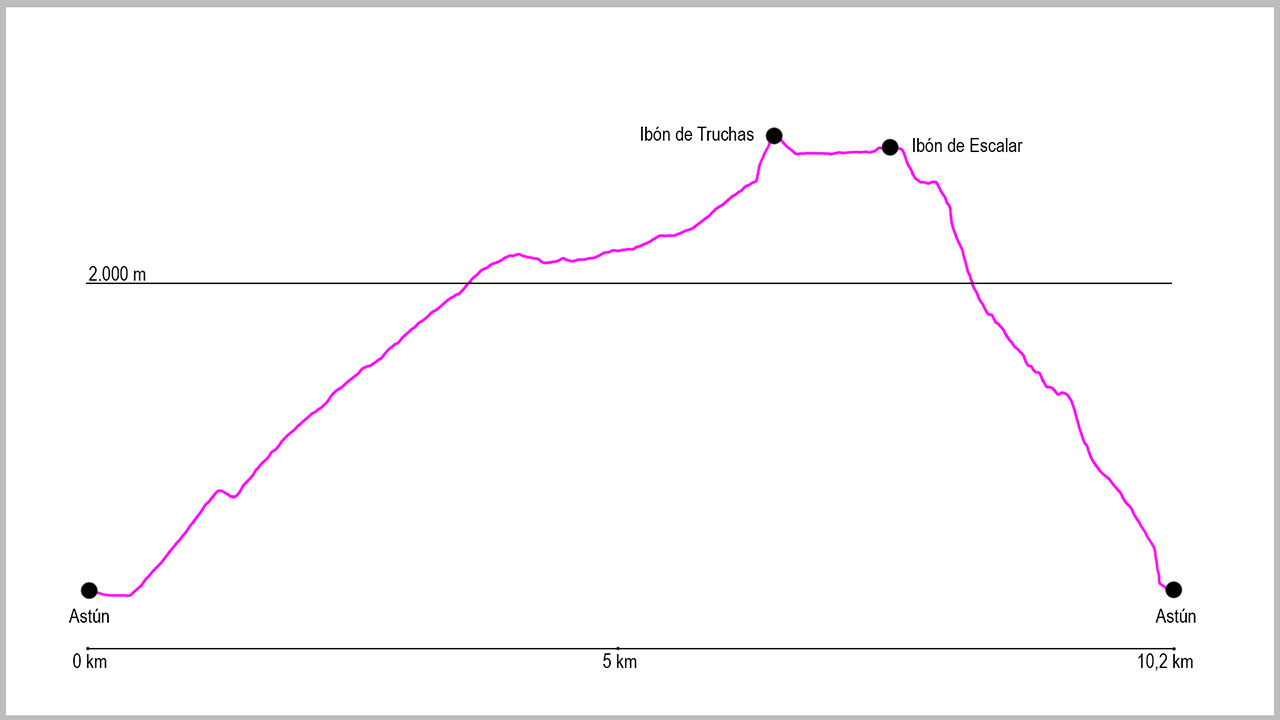 Ibón de Truchas
Ibón de Escalar
2.000 m
Astún
Astún
0 km
5 km
10,2 km